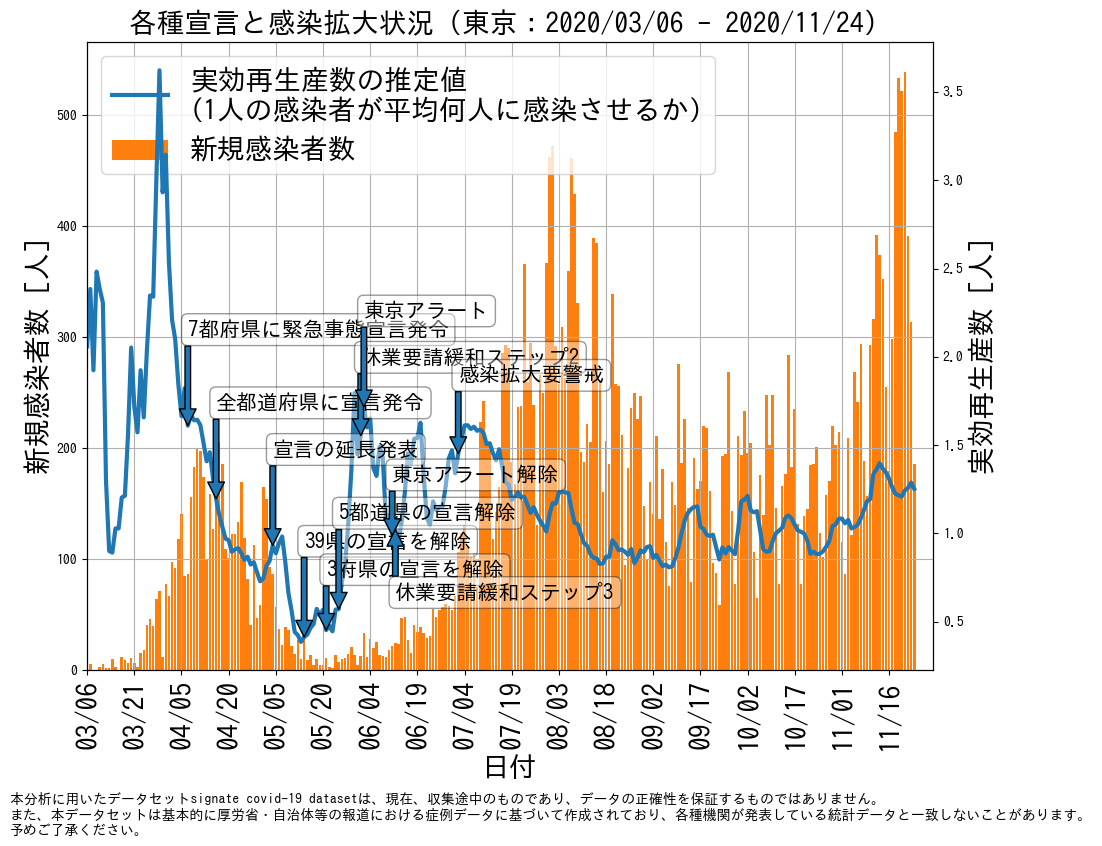 各種宣言と感染拡大状況 (東京：2020/03/06 - 2020/11/24)
実効再生産数の推定値
(1人の感染者が平均何人に感染させるか)
新規感染者数
新規感染者数 [人]
500
400
300
200
100
0
3.5
3.0
2.5
2.0
1.5
1.0
0.5
実効再生産数 [人]
東京アラート
7都府県に緊急事態宣言発令
休業要請緩和ステップ2
感染拡大要警戒
全都道府県に宣言発令
宣言の延長発表
東京アラート解除
5都道県の宣言解除
39県の宣言を解除
3府県の宣言を解除
休業要請緩和ステップ3
03/06
03/21
04/05
04/20
05/05
05/20
06/04
06/19
07/04
07/19
08/03
08/18
09/02
09/17
10/02
10/17
11/01
11/16
日付
本分析に用いたデータセットsignate covid-19 datasetは、現在、収集途中のものであり、データの正確性を保証するものではありません。
また、本データセットは基本的に厚労省・自治体等の報道における症例データに基づいて作成されており、各種機関が発表している統計データと一致しないことがあります。
予めご了承ください。